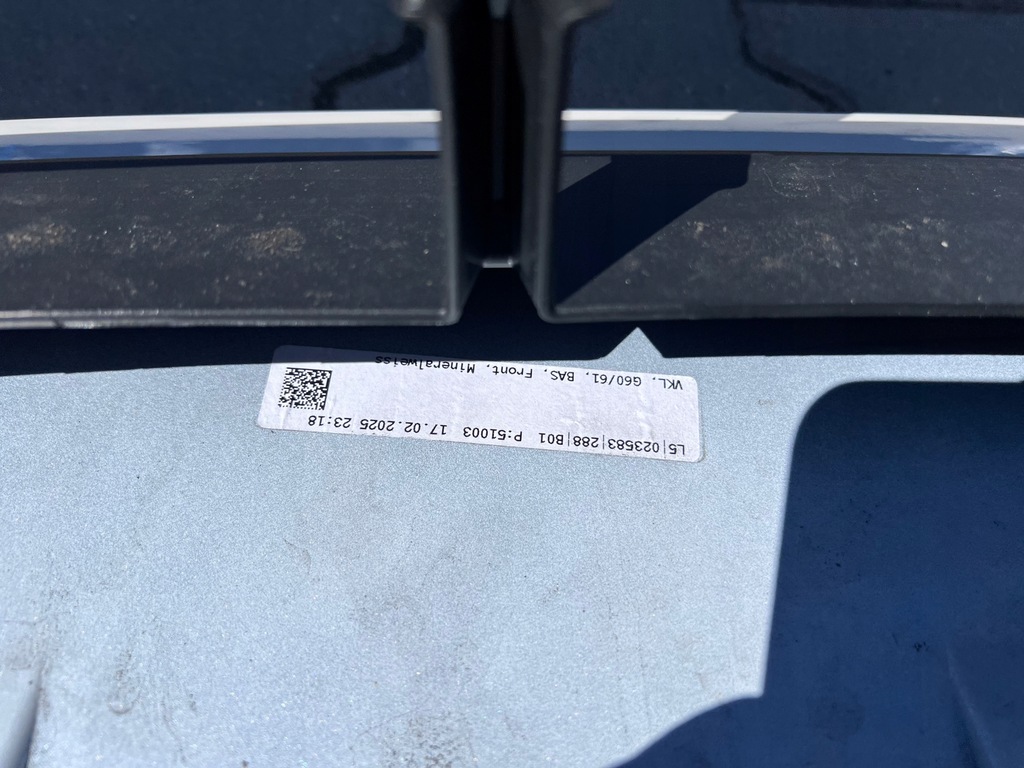 L5|023583|288|B01 P:51003 17.02.2025 23:18
VKL, G60/61, BAS, Front, Mineralweiss